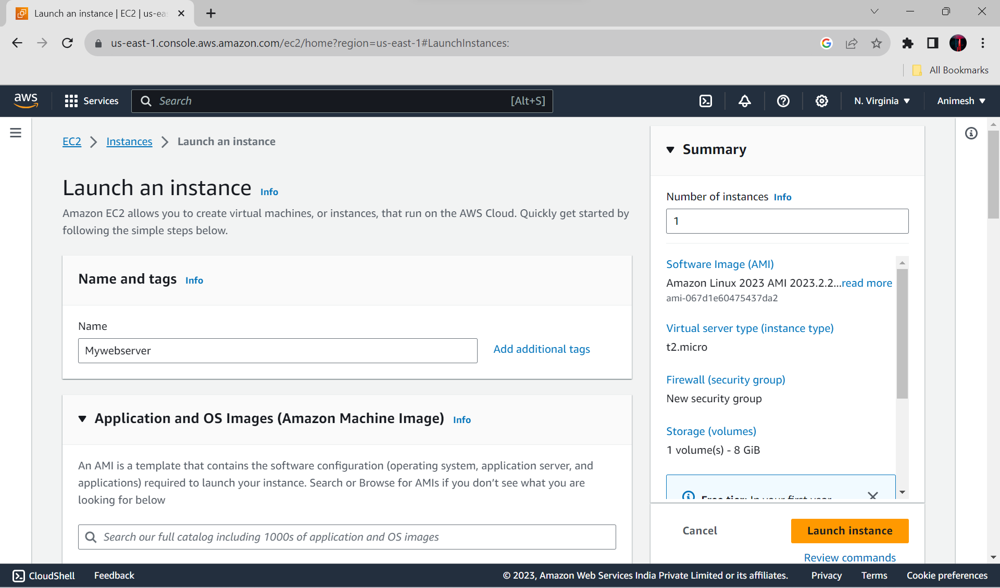 Launch an instance | EC2 | us-ea
us-east-1.console.aws.amazon.com/ec2/home?region=us-east-1#LaunchInstances:
All Bookmarks
aws
Services
Search
[Alt+S]
N. Virginia
Animesh
EC2
Instances
Launch an instance
Launch an instance Info
Amazon EC2 allows you to create virtual machines, or instances, that run on the AWS Cloud. Quickly get started by
following the simple steps below.
Name and tags Info
Name
Mywebserver
Add additional tags
Application and OS Images (Amazon Machine Image) Info
An AMI is a template that contains the software configuration (operating system, application server, and
applications) required to launch your instance. Search or Browse for AMIs if you don’t see what you are
looking for below
Search our full catalog including 1000s of application and OS images
Summary
Number of instances Info
1
Software Image (AMI)
Amazon Linux 2023 AMI 2023.2.2...read more
ami-067d1e60475437da2
Virtual server type (instance type)
t2.micro
Firewall (security group)
New security group
Storage (volumes)
1 volume(s) - 8 GiB
Free tier: In your first year
Cancel
Launch instance
Review commands
CloudShell
Feedback
© 2023, Amazon Web Services India Private Limited or its affiliates.
Privacy
Terms
Cookie preferences